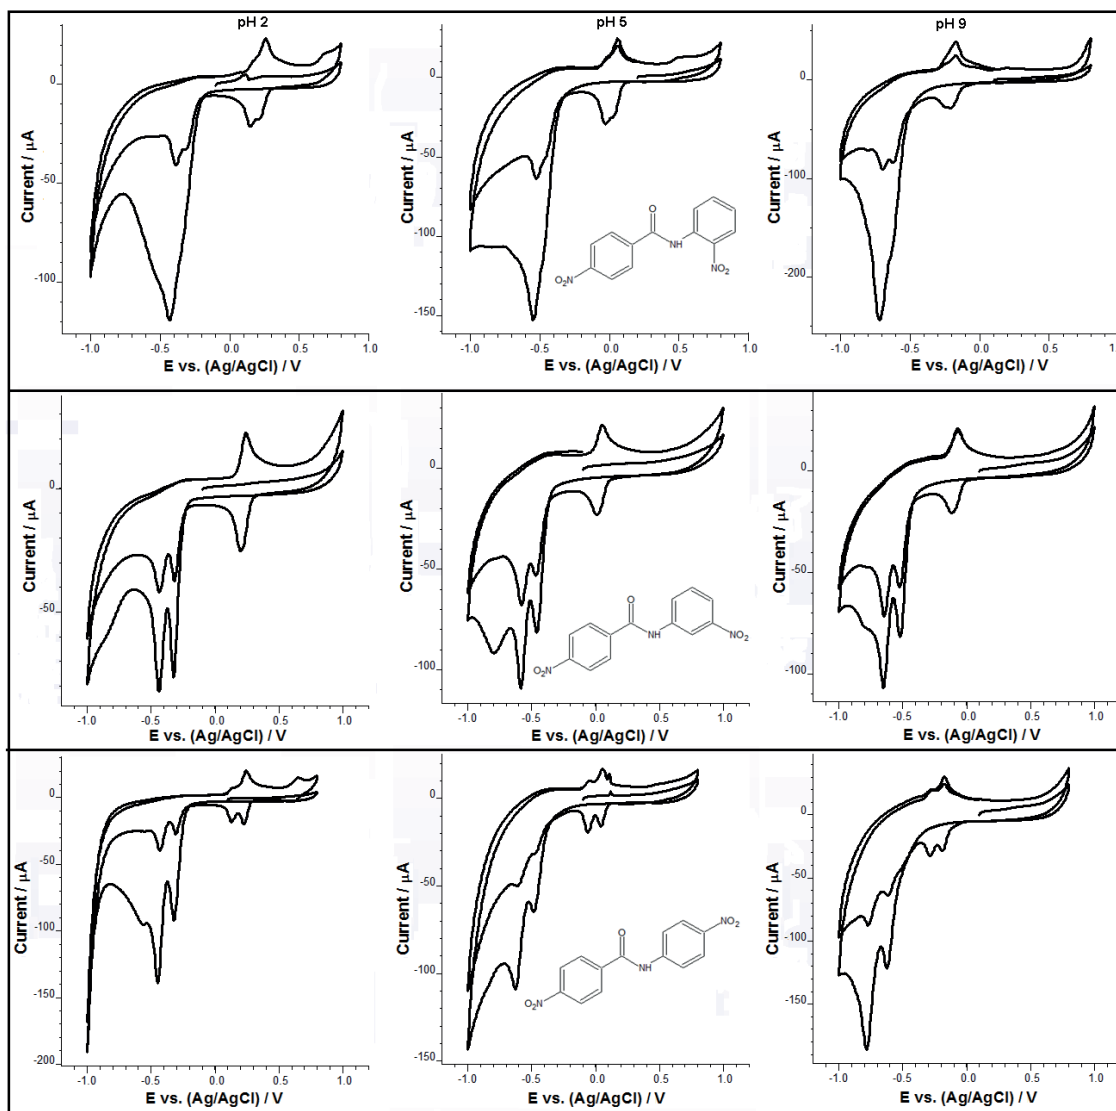 pH 2
pH 5
pH 9
Current / µA
0
-50
-100
-1.0 -0.5 0.0 0.5 1.0
E vs. (Ag/AgCl) / V
Current / µA
0
-50
-100
-150
O
NH
O₂N
NO₂
-1.0 -0.5 0.0 0.5 1.0
E vs. (Ag/AgCl) / V
Current / µA
0
-100
-200
-1.0 -0.5 0.0 0.5 1.0
E vs. (Ag/AgCl) / V
Current / µA
0
-50
-1.0 -0.5 0.0 0.5 1.0
E vs. (Ag/AgCl) / V
Current / µA
0
-50
-100
O
NH
NO₂
O₂N
-1.0 -0.5 0.0 0.5 1.0
E vs. (Ag/AgCl) / V
Current / µA
0
-50
-100
-1.0 -0.5 0.0 0.5 1.0
E vs. (Ag/AgCl) / V
Current / µA
0
-50
-100
-150
-200
-1.0 -0.5 0.0 0.5 1.0
E vs. (Ag/AgCl) / V
Current / µA
0
-50
-100
-150
NO₂
O
NH
O₂N
-1.0 -0.5 0.0 0.5 1.0
E vs. (Ag/AgCl) / V
Current / µA
0
-50
-100
-150
-1.0 -0.5 0.0 0.5 1.0
E vs. (Ag/AgCl) / V